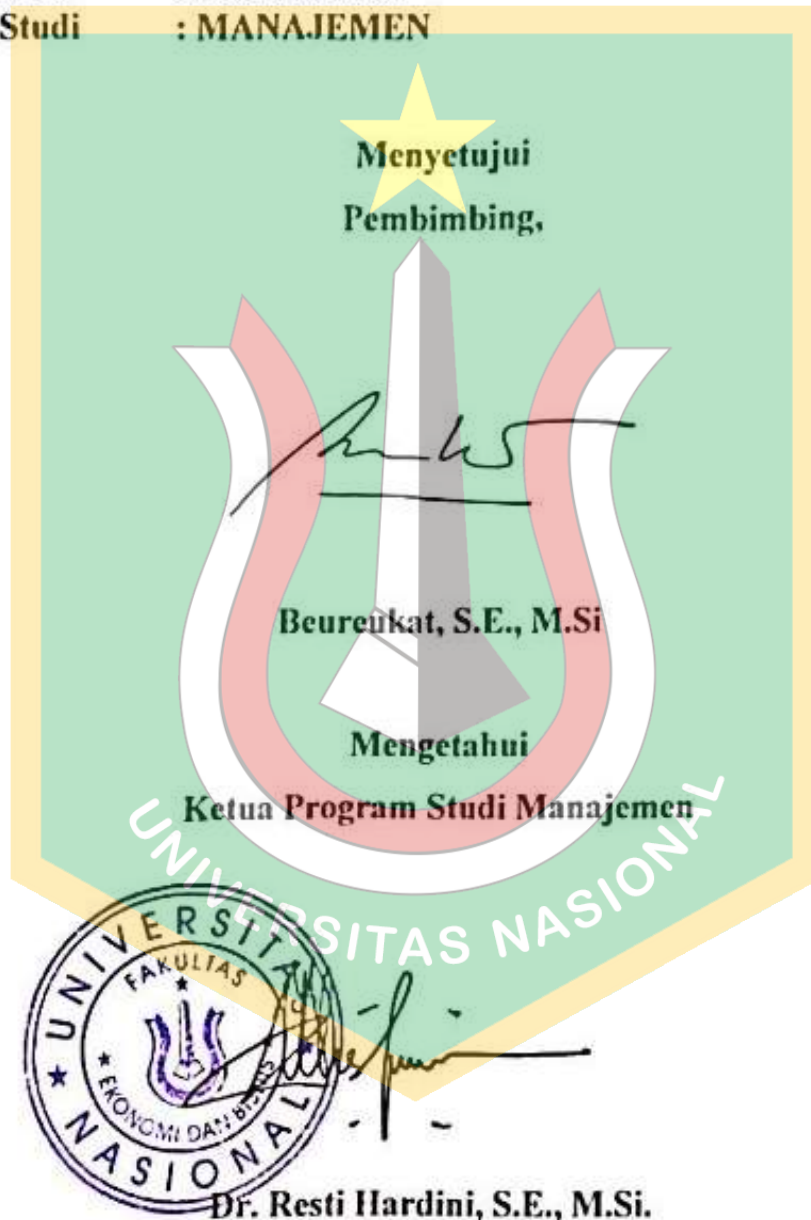 Studi : MANAJEMEN
Menyetujui
Pembimbing,
Beureukat, S.E., M.Si
Mengetahui
Ketua Program Studi Manajemen
UNIVERSITAS NASIONAL
UNIVERSITAS NASIONAL
FAKULTAS
EKONOMI DAN BISNIS
Dr. Resti Hardini, S.E., M.Si.